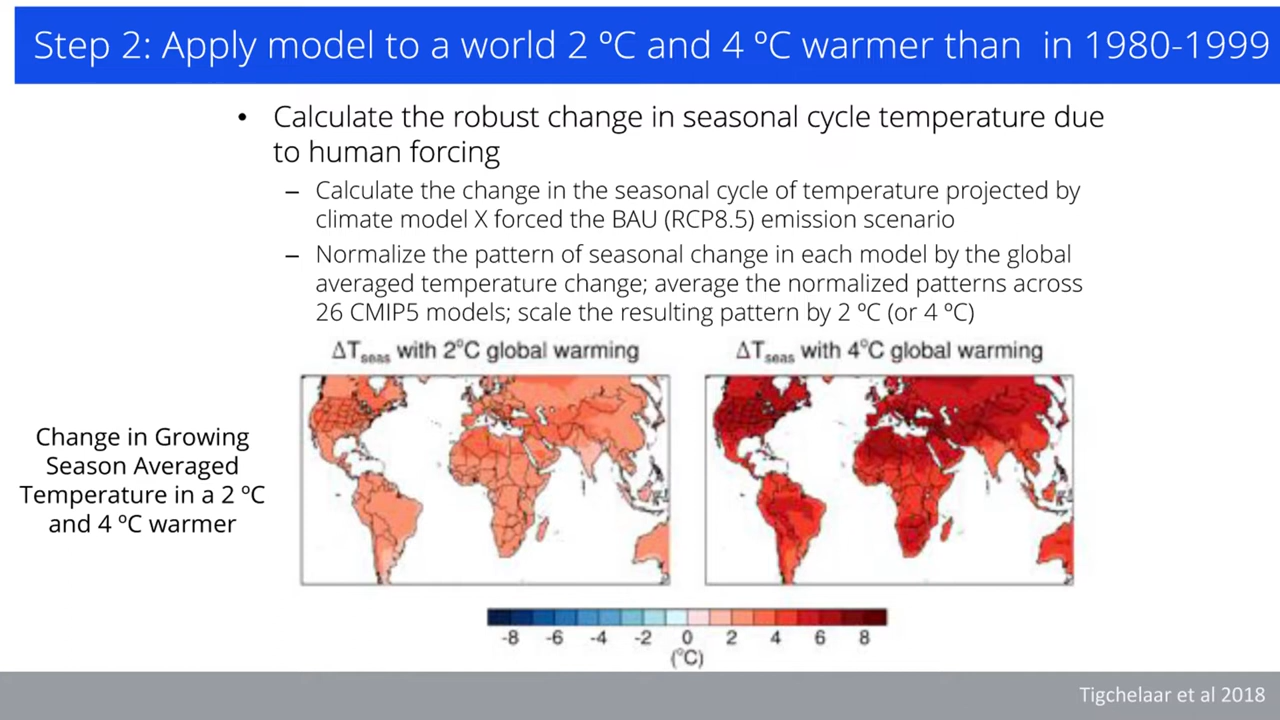 Step 2: Apply model to a world 2 ºC and 4 ºC warmer than in 1980-1999
• Calculate the robust change in seasonal cycle temperature due
to human forcing
– Calculate the change in the seasonal cycle of temperature projected by
climate model X forced the BAU (RCP8.5) emission scenario
– Normalize the pattern of seasonal change in each model by the global
averaged temperature change; average the normalized patterns across
26 CMIP5 models; scale the resulting pattern by 2 ºC (or 4 ºC)
ΔTseas with 2°C global warming
ΔTseas with 4°C global warming
Change in Growing
Season Averaged
Temperature in a 2 ºC
and 4 ºC warmer
-8 -6 -4 -2 0 2 4 6 8
(°C)
Tigchelaar et al 2018